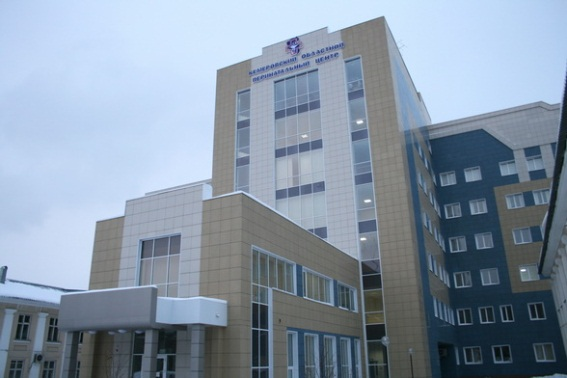 КЕМЕРОВСКИЙ ОБЛАСТНОЙ
ПЕРИНАТАЛЬНЫЙ ЦЕНТР